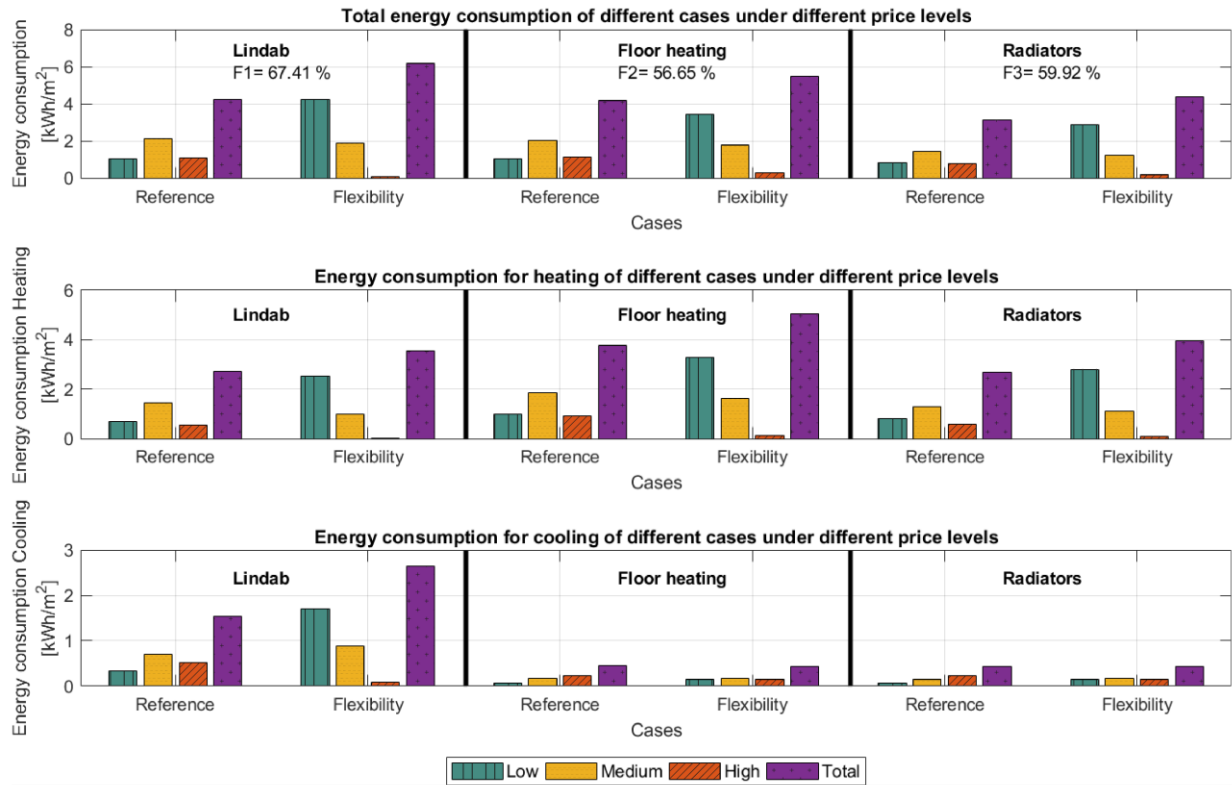 Total energy consumption of different cases under different price levels
Energy consumption
[kWh/m²]
8
6
4
2
0
Lindab
F1= 67.41 %
Floor heating
F2= 56.65 %
Radiators
F3= 59.92 %
Reference
Flexibility
Reference
Flexibility
Reference
Flexibility
Cases
Energy consumption for heating of different cases under different price levels
Energy consumption Heating
[kWh/m²]
6
4
2
0
Lindab
Floor heating
Radiators
Reference
Flexibility
Reference
Flexibility
Reference
Flexibility
Cases
Energy consumption for cooling of different cases under different price levels
Energy consumption Cooling
[kWh/m²]
3
2
1
0
Lindab
Floor heating
Radiators
Reference
Flexibility
Reference
Flexibility
Reference
Flexibility
Cases
Low
Medium
High
Total